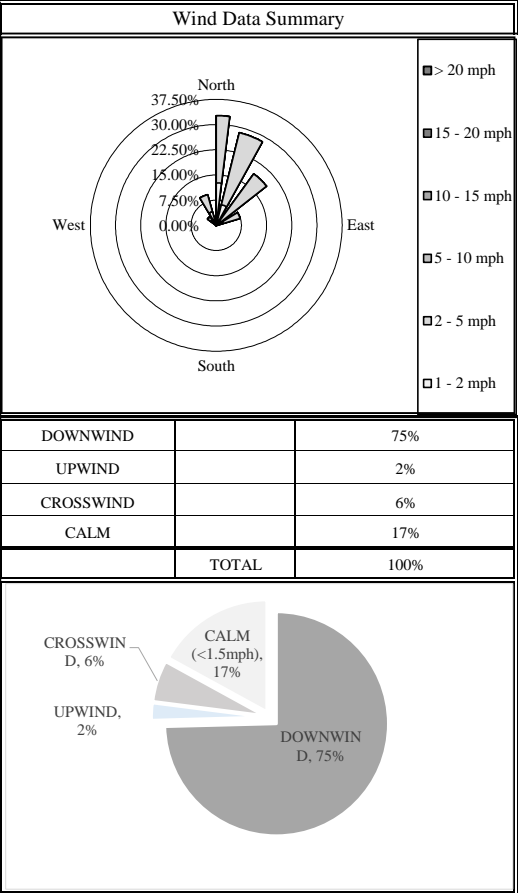 Wind Data Summary
North
37.50%
30.00%
22.50%
15.00%
7.50%
0.00%
West
East
South
> 20 mph
15 - 20 mph
10 - 15 mph
5 - 10 mph
2 - 5 mph
1 - 2 mph
DOWNWIND 75%
UPWIND 2%
CROSSWIND 6%
CALM 17%
TOTAL 100%
CROSSWIN
D, 6%
CALM
(<1.5mph),
17%
UPWIND,
2%
DOWNWIN
D, 75%